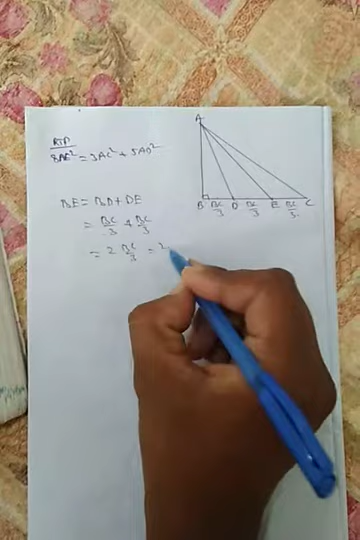 RTP
8AE² = 3AC² + 5AD²
BE = BD + DE
= BC/3 + BC/3
= 2 BC/3 = 2
A
B BC/3 D BC/3 E BC/3 C